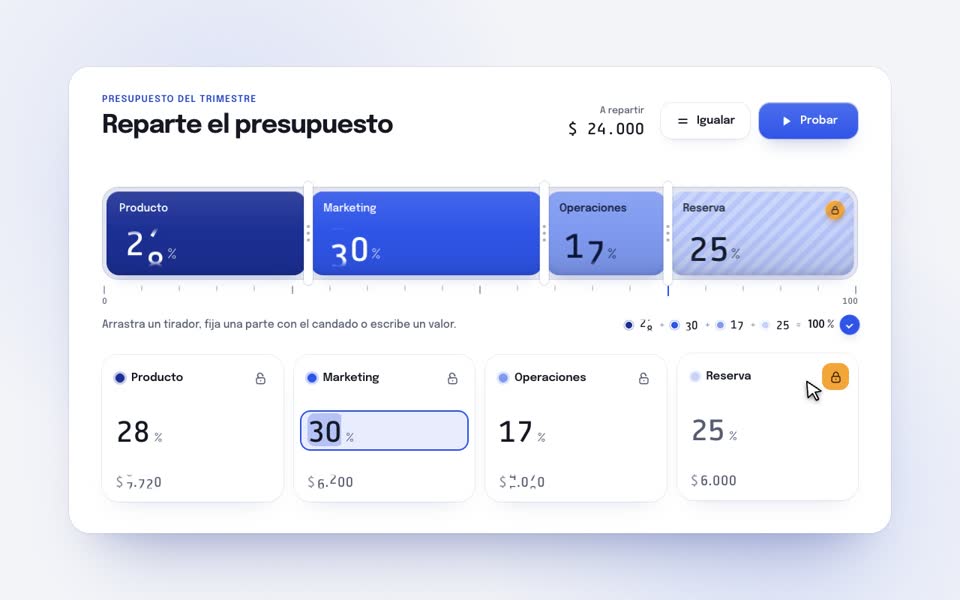 PRESUPUESTO DEL TRIMESTRE
Reparte el presupuesto
A repartir
$ 24.000
Igualar
Probar
Producto
Marketing
Operaciones
Reserva
%
30%
17%
25%
0
100
Arrastra un tirador, fija una parte con el candado o escribe un valor.
+ 30 + 17 + 25 = 100 %
Producto
Marketing
Operaciones
Reserva
28 %
30 %
17 %
25 %
$6.000